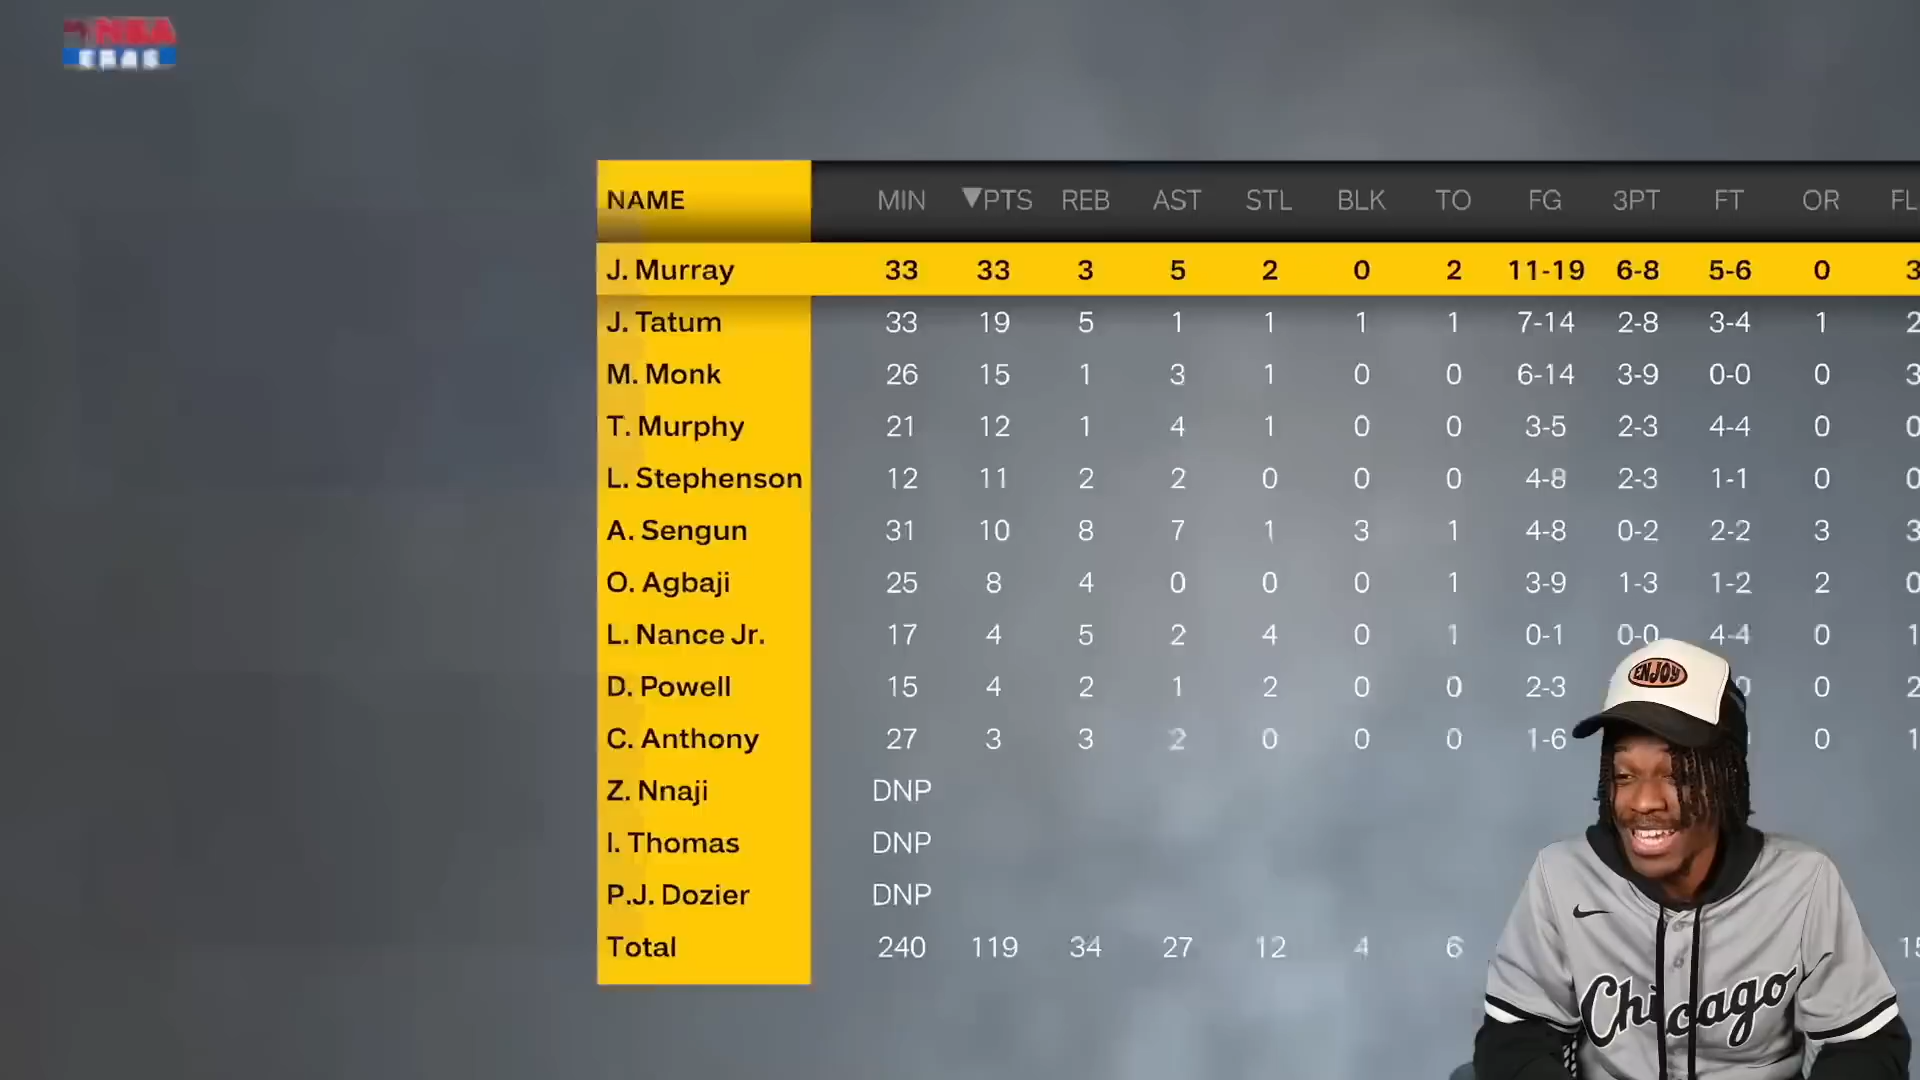 NBA
ERAS
NAME MIN ▼PTS REB AST STL BLK TO FG 3PT FT OR FL
J. Murray 33 33 3 5 2 0 2 11-19 6-8 5-6 0 3
J. Tatum 33 19 5 1 1 1 1 7-14 2-8 3-4 1 2
M. Monk 26 15 1 3 1 0 0 6-14 3-9 0-0 0 3
T. Murphy 21 12 1 4 1 0 0 3-5 2-3 4-4 0 0
L. Stephenson 12 11 2 2 0 0 0 4-8 2-3 1-1 0 0
A. Sengun 31 10 8 7 1 3 1 4-8 0-2 2-2 3 3
O. Agbaji 25 8 4 0 0 0 1 3-9 1-3 1-2 2 0
L. Nance Jr. 17 4 5 2 4 0 1 0-1 0-0 4-4 0 1
D. Powell 15 4 2 1 2 0 0 2-3 0 2
C. Anthony 27 3 3 2 0 0 0 1-6 0 1
Z. Nnaji DNP
I. Thomas DNP
P.J. Dozier DNP
Total 240 119 34 27 12 4 6 15
ENJOY
Chicago